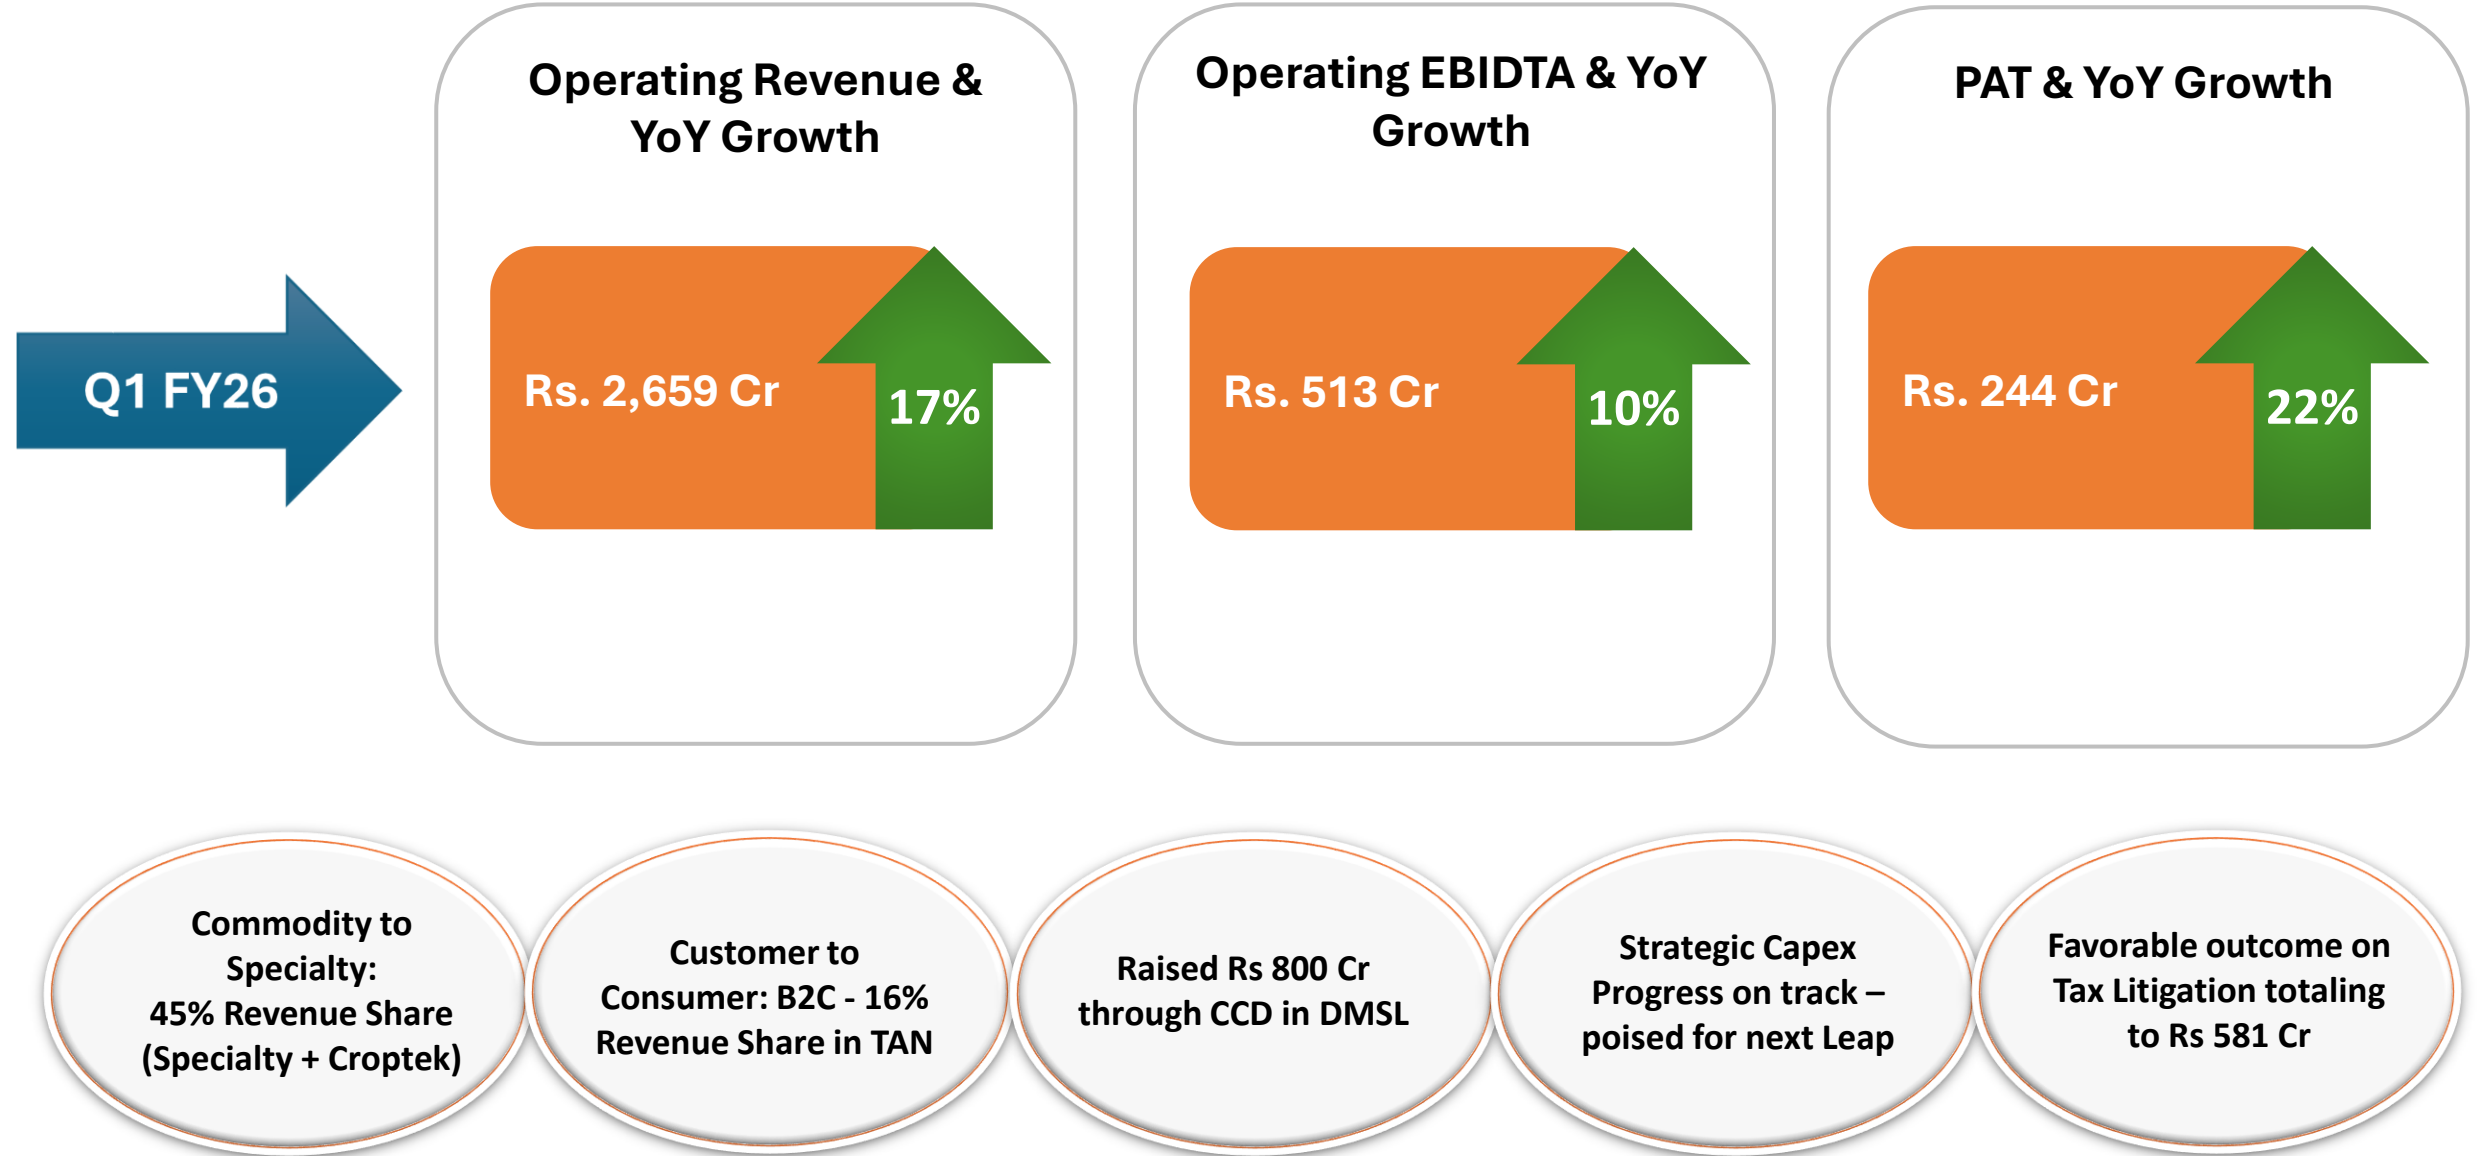 Operating Revenue &
YoY Growth
Operating EBIDTA & YoY
Growth
PAT & YoY Growth
Q1 FY26
Rs. 2,659 Cr
17%
Rs. 513 Cr
10%
Rs. 244 Cr
22%
Commodity to
Specialty:
45% Revenue Share
(Specialty + Croptek)
Customer to
Consumer: B2C - 16%
Revenue Share in TAN
Raised Rs 800 Cr
through CCD in DMSL
Strategic Capex
Progress on track –
poised for next Leap
Favorable outcome on
Tax Litigation totaling
to Rs 581 Cr